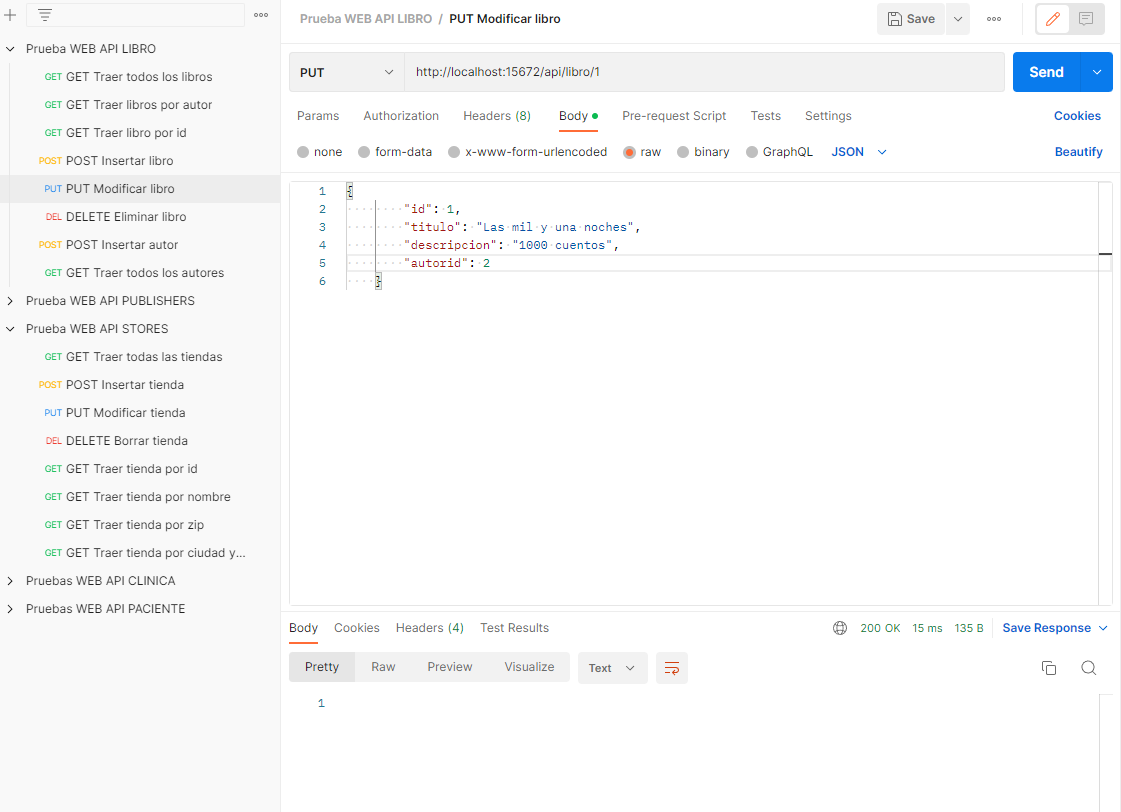 Prueba WEB API LIBRO
GET GET Traer todos los libros
GET GET Traer libros por autor
GET GET Traer libro por id
POST POST Insertar libro
PUT PUT Modificar libro
DEL DELETE Eliminar libro
POST POST Insertar autor
GET GET Traer todos los autores
Prueba WEB API PUBLISHERS
Prueba WEB API STORES
GET GET Traer todas las tiendas
POST POST Insertar tienda
PUT PUT Modificar tienda
DEL DELETE Borrar tienda
GET GET Traer tienda por id
GET GET Traer tienda por nombre
GET GET Traer tienda por zip
GET GET Traer tienda por ciudad y...
Pruebas WEB API CLINICA
Pruebas WEB API PACIENTE
Prueba WEB API LIBRO / PUT Modificar libro Save
PUT http://localhost:15672/api/libro/1 Send
Params Authorization Headers (8) Body Pre-request Script Tests Settings Cookies
none form-data x-www-form-urlencoded raw binary GraphQL JSON Beautify
1 {
2 "id": 1,
3 "titulo": "Las mil y una noches",
4 "descripcion": "1000 cuentos",
5 "autorid": 2
6 }
Body Cookies Headers (4) Test Results 200 OK 15 ms 135 B Save Response
Pretty Raw Preview Visualize Text
1